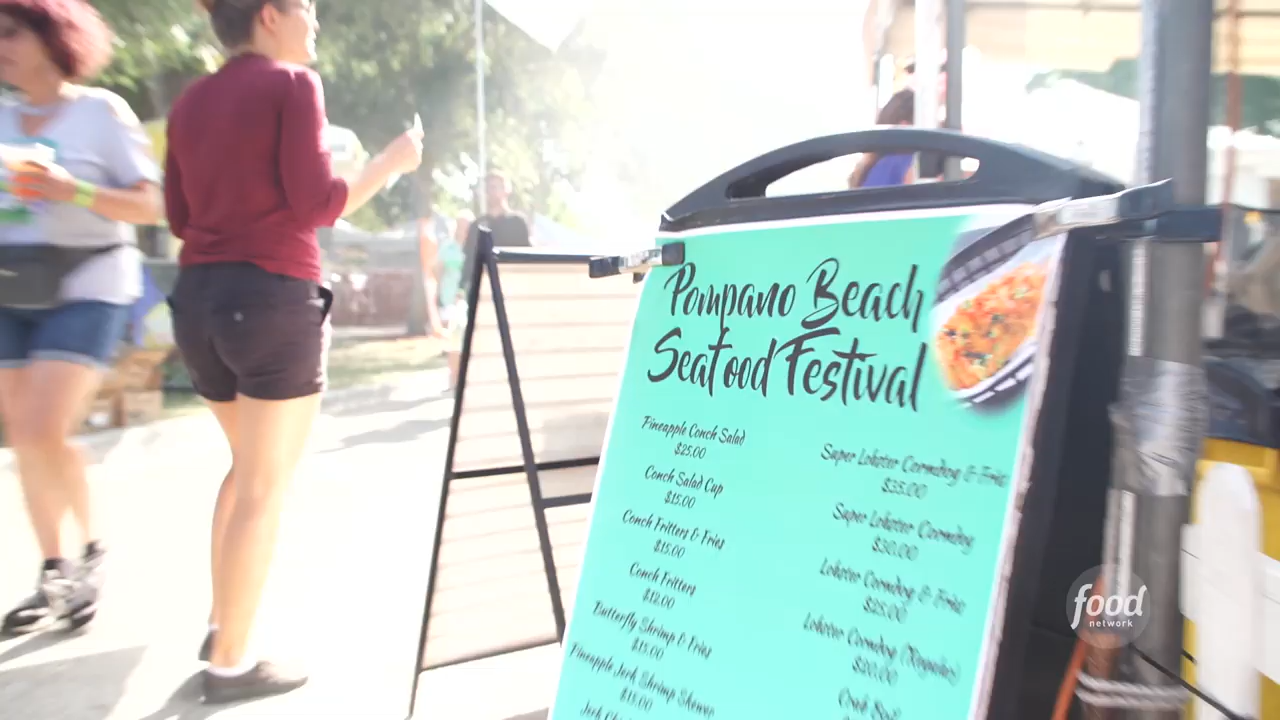 Pompano Beach
Seafood Festival
Pineapple Conch Salad
$25.00
Conch Salad Cup
$15.00
Conch Fritters & Fries
$15.00
Conch Fritters
$12.00
Butterfly Shrimp & Fries
$15.00
Pineapple Jerk Shrimp Skewer
$15.00
Jerk
Super Lobster Corndog & Fries
$35.00
Super Lobster Corndog
$30.00
Lobster Corndog & Fries
$25.00
Lobster Corndog (Regular)
$20.00
Crab
food
network